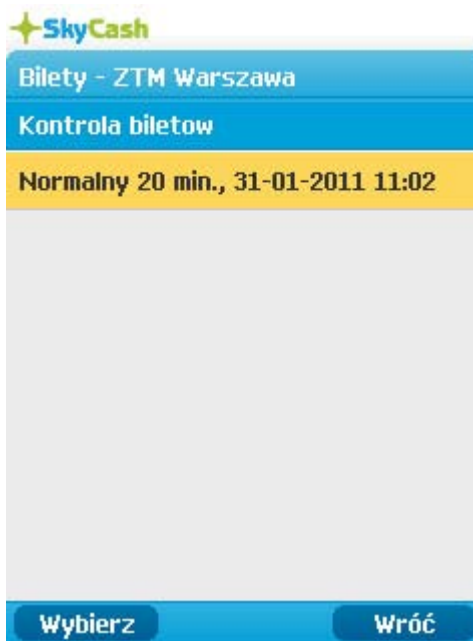 SkyCash
Bilety - ZTM Warszawa
Kontrola biletow
Normalny 20 min., 31-01-2011 11:02
Wybierz Wróć